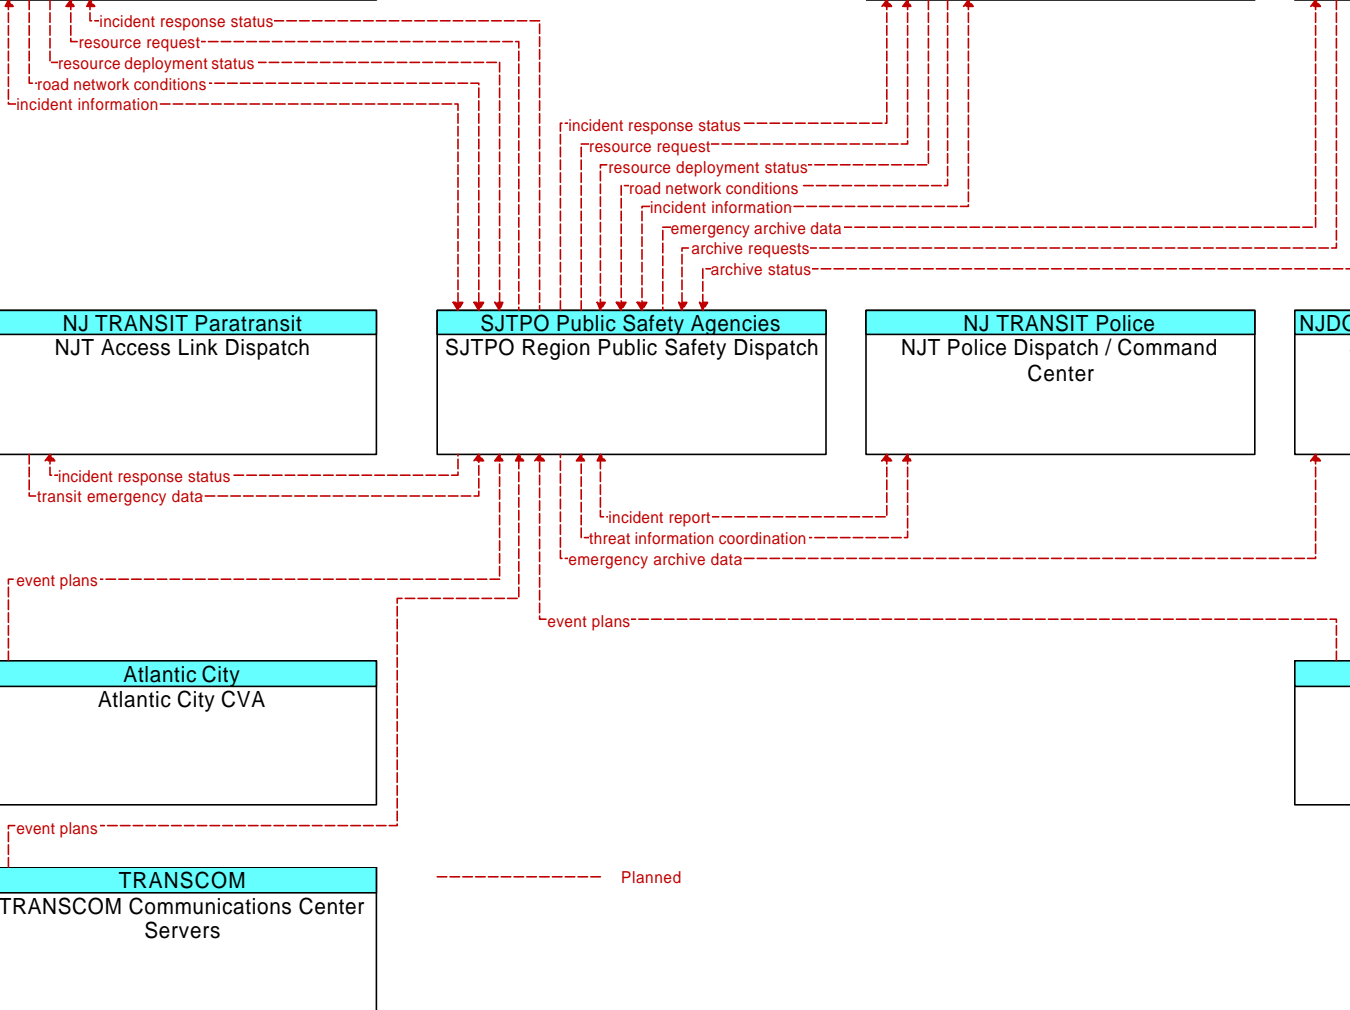 incident response status
resource request
resource deployment status
road network conditions
incident information
incident response status
resource request
resource deployment status
road network conditions
incident information
emergency archive data
archive requests
archive status
NJ TRANSIT Paratransit
NJT Access Link Dispatch
SJTPO Public Safety Agencies
SJTPO Region Public Safety Dispatch
NJ TRANSIT Police
NJT Police Dispatch / Command
Center
incident response status
transit emergency data
incident report
threat information coordination
emergency archive data
event plans
event plans
Atlantic City
Atlantic City CVA
event plans
TRANSCOM
TRANSCOM Communications Center
Servers
Planned